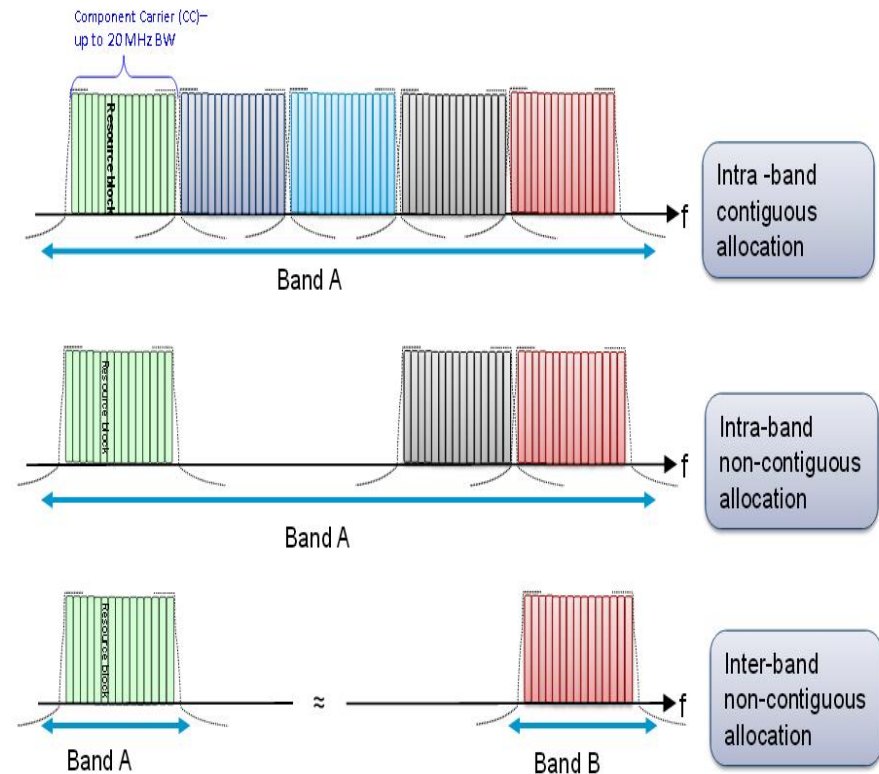 Component Carrier (CC)–
up to 20 MHz BW
Resource block
f
Band A
Intra -band
contiguous
allocation
Resource block
f
Band A
Intra-band
non-contiguous
allocation
Resource block
≈
f
Band A
Band B
Inter-band
non-contiguous
allocation